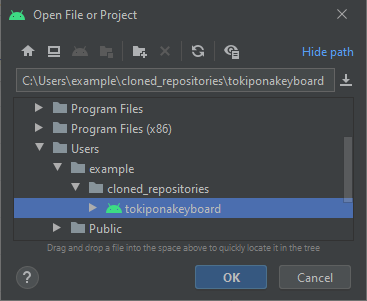 Open File or Project
Hide path
C:\Users\example\cloned_repositories\tokiponakeyboard
Program Files
Program Files (x86)
Users
example
cloned_repositories
tokiponakeyboard
Public
Drag and drop a file into the space above to quickly locate it in the tree
?
OK
Cancel